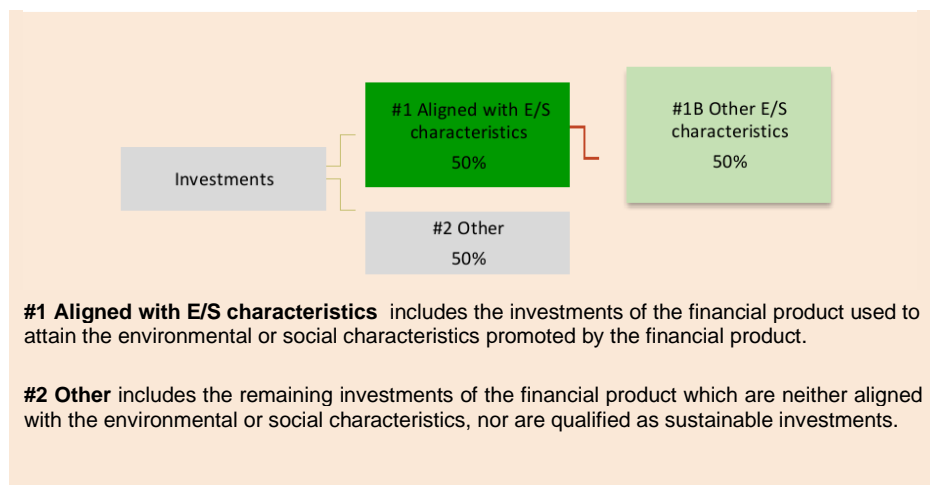 #1 Aligned with E/S
characteristics
50%
#1B Other E/S
characteristics
50%
Investments
#2 Other
50%
#1 Aligned with E/S characteristics includes the investments of the financial product used to
attain the environmental or social characteristics promoted by the financial product.
#2 Other includes the remaining investments of the financial product which are neither aligned
with the environmental or social characteristics, nor are qualified as sustainable investments.